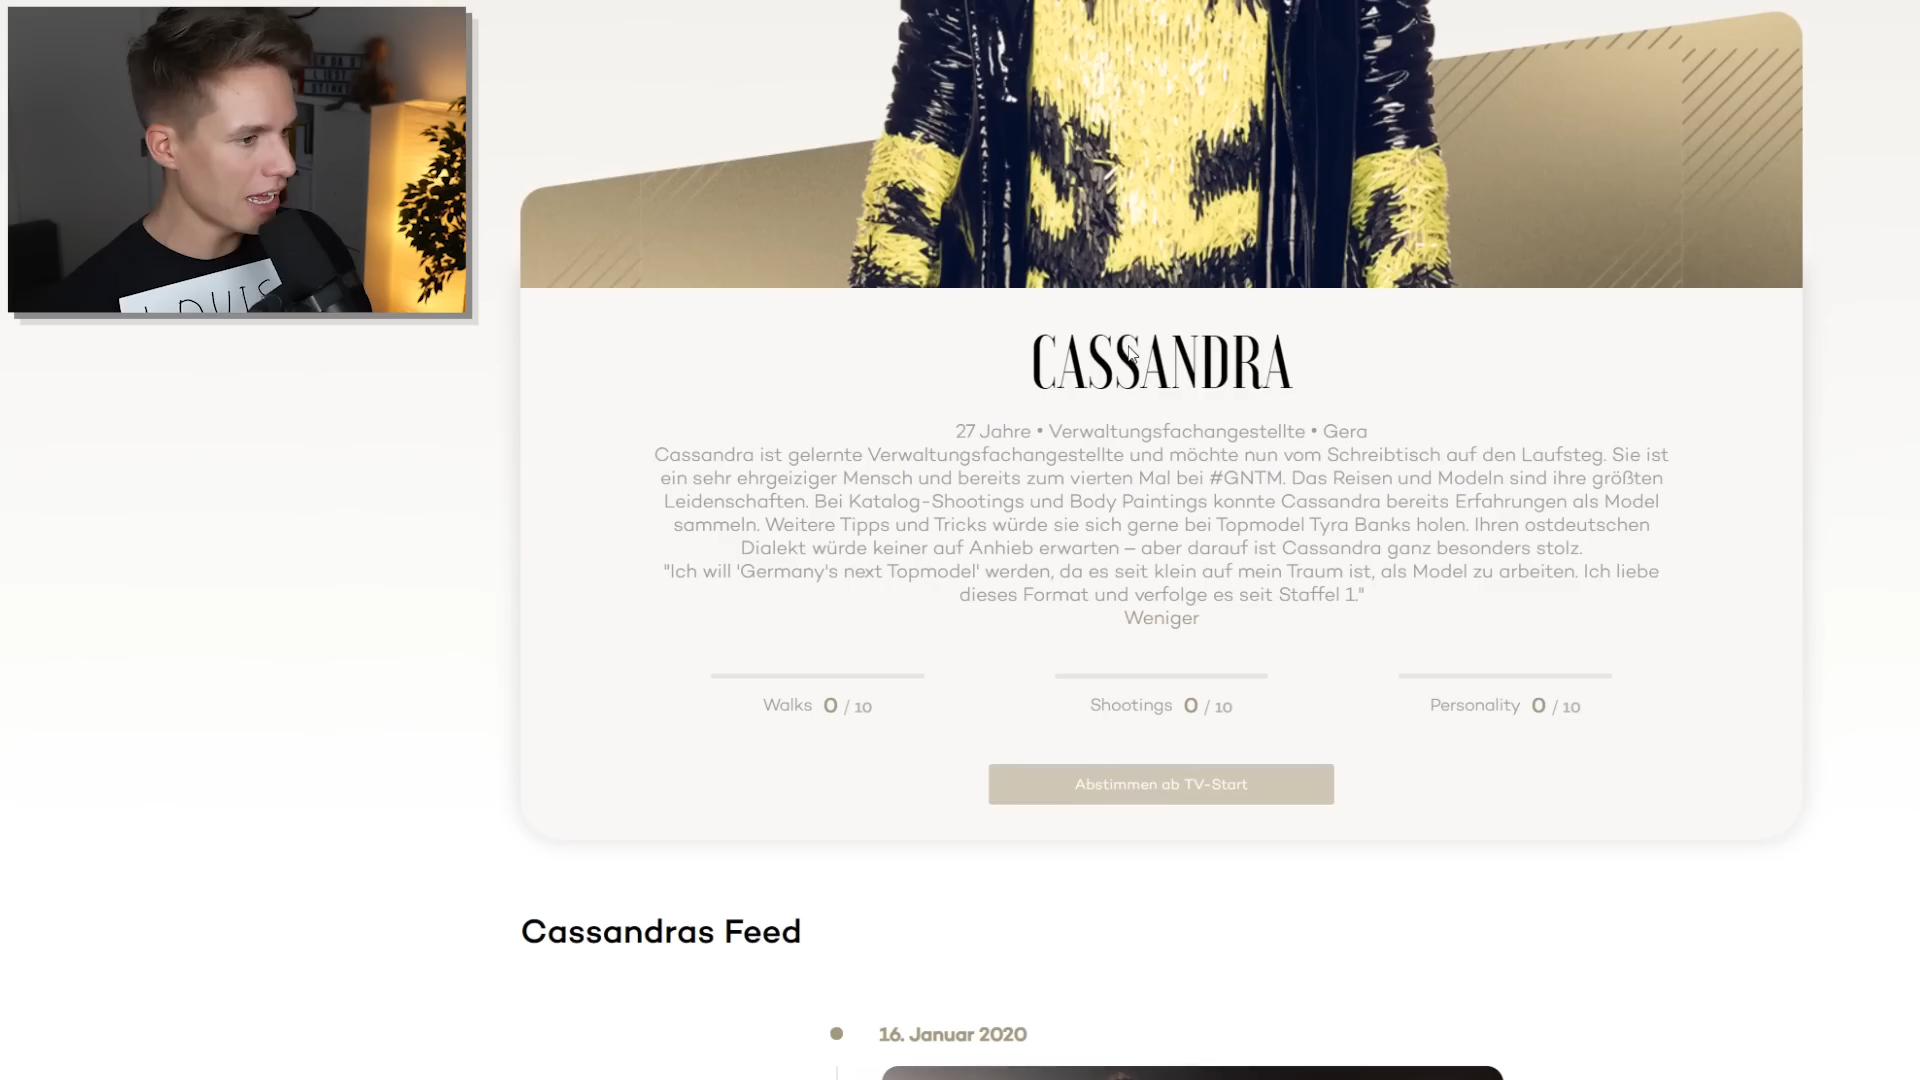 LOUIS
CASSANDRA
27 Jahre • Verwaltungsfachangestellte • Gera
Cassandra ist gelernte Verwaltungsfachangestellte und möchte nun vom Schreibtisch auf den Laufsteg. Sie ist
ein sehr ehrgeiziger Mensch und bereits zum vierten Mal bei #GNTM. Das Reisen und Modeln sind ihre größten
Leidenschaften. Bei Katalog-Shootings und Body Paintings konnte Cassandra bereits Erfahrungen als Model
sammeln. Weitere Tipps und Tricks würde sie sich gerne bei Topmodel Tyra Banks holen. Ihren ostdeutschen
Dialekt würde keiner auf Anhieb erwarten – aber darauf ist Cassandra ganz besonders stolz.
"Ich will 'Germany's next Topmodel' werden, da es seit klein auf mein Traum ist, als Model zu arbeiten. Ich liebe
dieses Format und verfolge es seit Staffel 1."
Weniger
Walks 0 / 10
Shootings 0 / 10
Personality 0 / 10
Abstimmen ab TV-Start
Cassandras Feed
16. Januar 2020